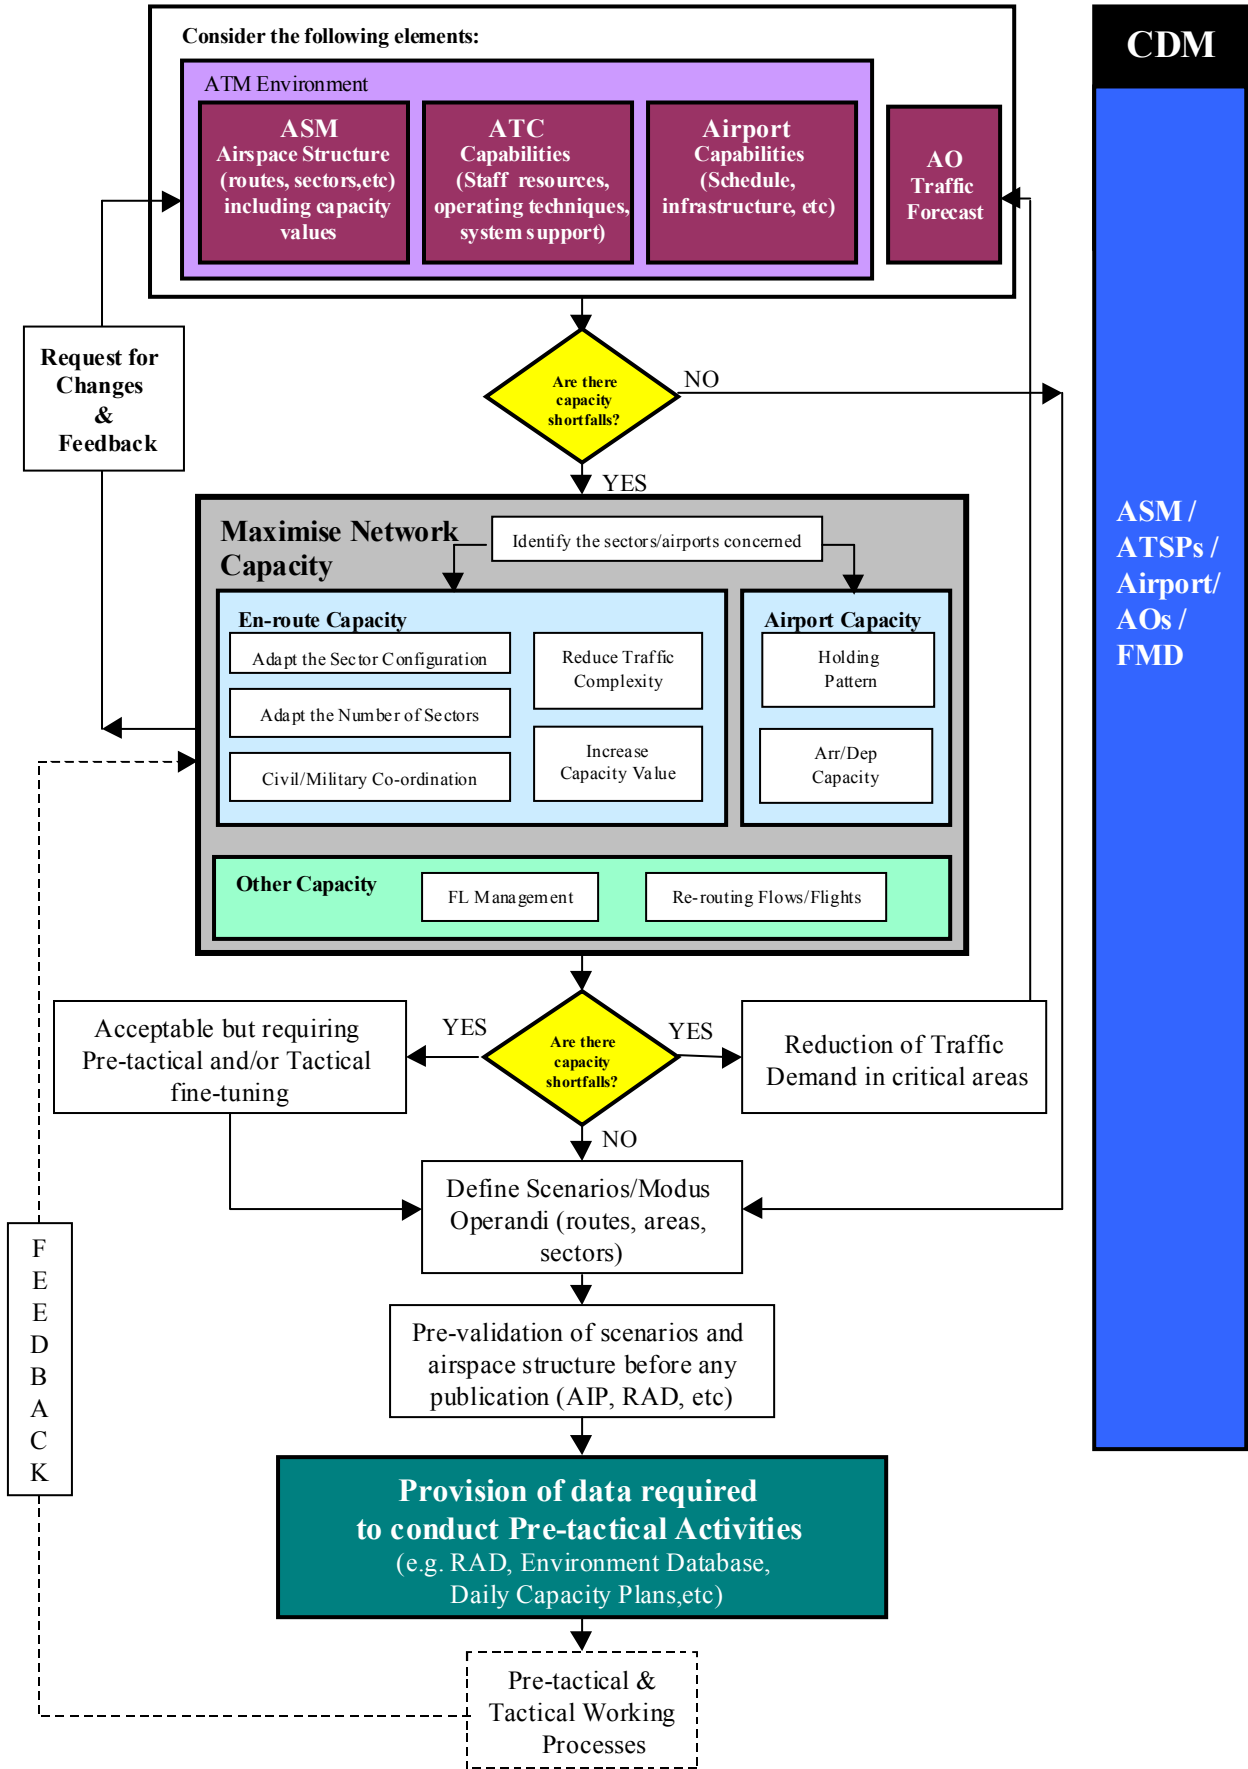 Consider the following elements:
ATM Environment
ASM
Airspace Structure
(routes, sectors,etc)
including capacity
values
ATC
Capabilities
(Staff resources,
operating techniques,
system support)
Airport
Capabilities
(Schedule,
infrastructure, etc)
AO
Traffic
Forecast
CDM
ASM /
ATSPs /
Airport/
AOs /
FMD
Request for
Changes
&
Feedback
Are there
capacity
shortfalls?
NO
YES
Maximise Network
Capacity
Identify the sectors/airports concerned
En-route Capacity
Adapt the Sector Configuration
Adapt the Number of Sectors
Civil/Military Co-ordination
Reduce Traffic
Complexity
Increase
Capacity Value
Airport Capacity
Holding
Pattern
Arr/Dep
Capacity
Other Capacity
FL Management
Re-routing Flows/Flights
Acceptable but requiring
Pre-tactical and/or Tactical
fine-tuning
YES
Are there
capacity
shortfalls?
YES
Reduction of Traffic
Demand in critical areas
NO
Define Scenarios/Modus
Operandi (routes, areas,
sectors)
F
E
E
D
B
A
C
K
Pre-validation of scenarios and
airspace structure before any
publication (AIP, RAD, etc)
Provision of data required
to conduct Pre-tactical Activities
(e.g. RAD, Environment Database,
Daily Capacity Plans,etc)
Pre-tactical &
Tactical Working
Processes